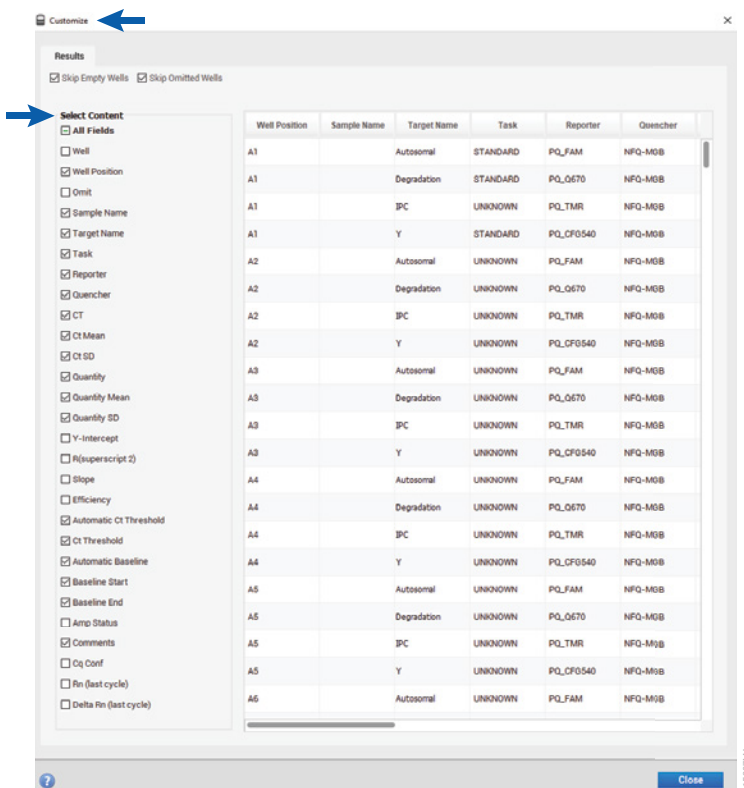 Customize
Results
Skip Empty Wells Skip Omitted Wells
Select Content
All Fields
Well
Well Position
Omit
Sample Name
Target Name
Task
Reporter
Quencher
CT
Ct Mean
Ct SD
Quantity
Quantity Mean
Quantity SD
Y-Intercept
R(superscript 2)
Slope
Efficiency
Automatic Ct Threshold
Ct Threshold
Automatic Baseline
Baseline Start
Baseline End
Amp Status
Comments
Cq Conf
Rn (last cycle)
Delta Rn (last cycle)
Well Position Sample Name Target Name Task Reporter Quencher
A1 Autosomal STANDARD PQ_FAM NFQ-MGB
A1 Degradation STANDARD PQ_Q670 NFQ-MGB
A1 IPC UNKNOWN PQ_TMR NFQ-MGB
A1 Y STANDARD PQ_CFG540 NFQ-MGB
A2 Autosomal UNKNOWN PQ_FAM NFQ-MGB
A2 Degradation UNKNOWN PQ_Q670 NFQ-MGB
A2 IPC UNKNOWN PQ_TMR NFQ-MGB
A2 Y UNKNOWN PQ_CFG540 NFQ-MGB
A3 Autosomal UNKNOWN PQ_FAM NFQ-MGB
A3 Degradation UNKNOWN PQ_Q670 NFQ-MGB
A3 IPC UNKNOWN PQ_TMR NFQ-MGB
A3 Y UNKNOWN PQ_CFG540 NFQ-MGB
A4 Autosomal UNKNOWN PQ_FAM NFQ-MGB
A4 Degradation UNKNOWN PQ_Q670 NFQ-MGB
A4 IPC UNKNOWN PQ_TMR NFQ-MGB
A4 Y UNKNOWN PQ_CFG540 NFQ-MGB
A5 Autosomal UNKNOWN PQ_FAM NFQ-MGB
A5 Degradation UNKNOWN PQ_Q670 NFQ-MGB
A5 IPC UNKNOWN PQ_TMR NFQ-MGB
A5 Y UNKNOWN PQ_CFG540 NFQ-MGB
A6 Autosomal UNKNOWN PQ_FAM NFQ-MGB
?
Close